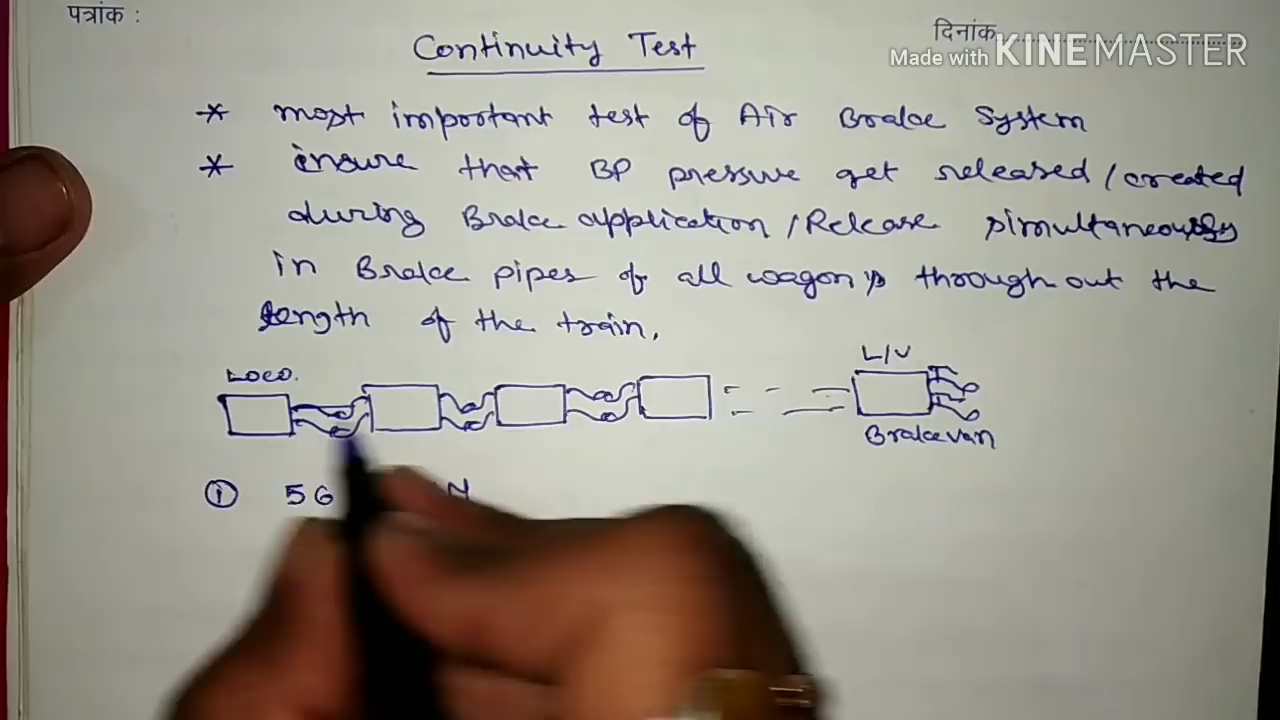 पत्रांक :
दिनांक
Made with KINEMASTER
Continuity Test
* most important test of Air Brake System
* ensure that BP pressure get released / created
during Brake application / Release simultaneously
in Brake pipes of all wagons through out the
length of the train.
Loco.
L/V
Brakevan
① 5G